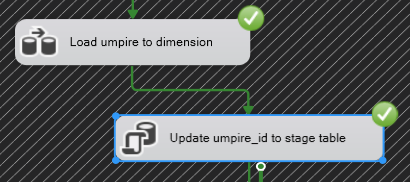 Load umpire to dimension
Update umpire_id to stage table